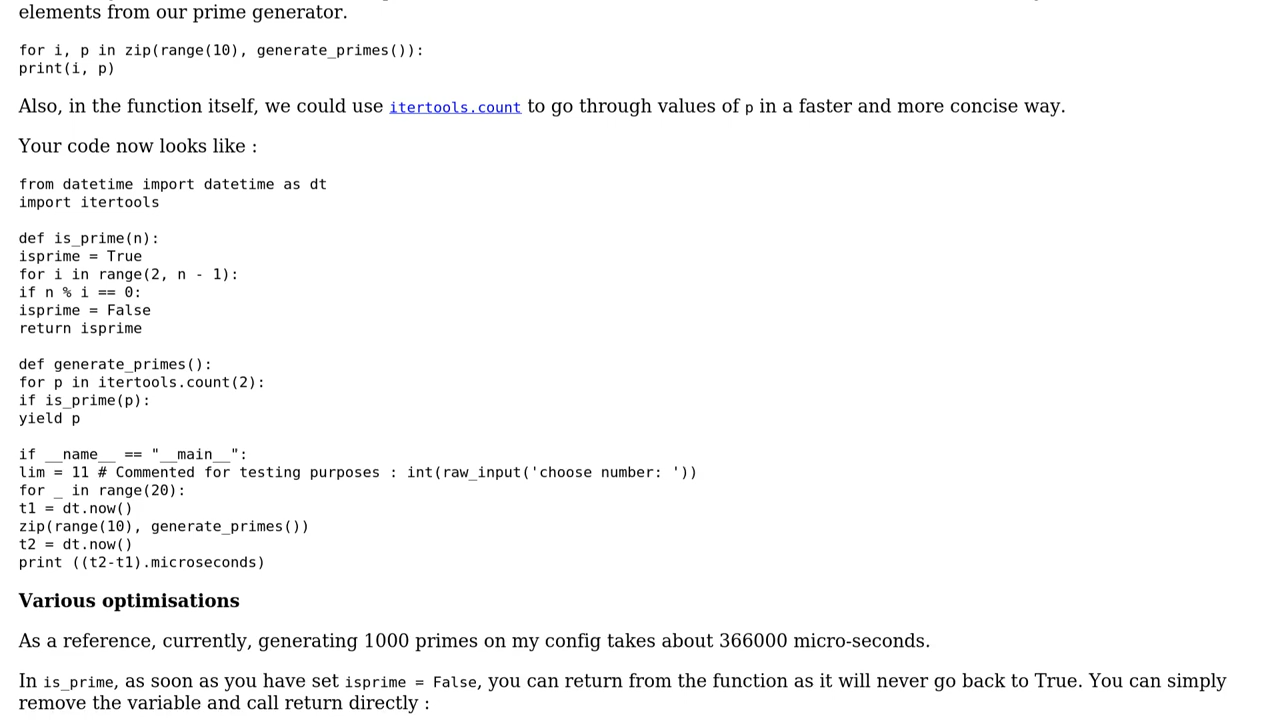 elements from our prime generator.
for i, p in zip(range(10), generate_primes()):
print(i, p)
Also, in the function itself, we could use itertools.count to go through values of p in a faster and more concise way.
Your code now looks like :
from datetime import datetime as dt
import itertools
def is_prime(n):
isprime = True
for i in range(2, n - 1):
if n % i == 0:
isprime = False
return isprime
def generate_primes():
for p in itertools.count(2):
if is_prime(p):
yield p
if __name__ == "__main__":
lim = 11 # Commented for testing purposes : int(raw_input('choose number: '))
for _ in range(20):
t1 = dt.now()
zip(range(10), generate_primes())
t2 = dt.now()
print ((t2-t1).microseconds)
Various optimisations
As a reference, currently, generating 1000 primes on my config takes about 366000 micro-seconds.
In is_prime, as soon as you have set isprime = False, you can return from the function as it will never go back to True. You can simply
remove the variable and call return directly :